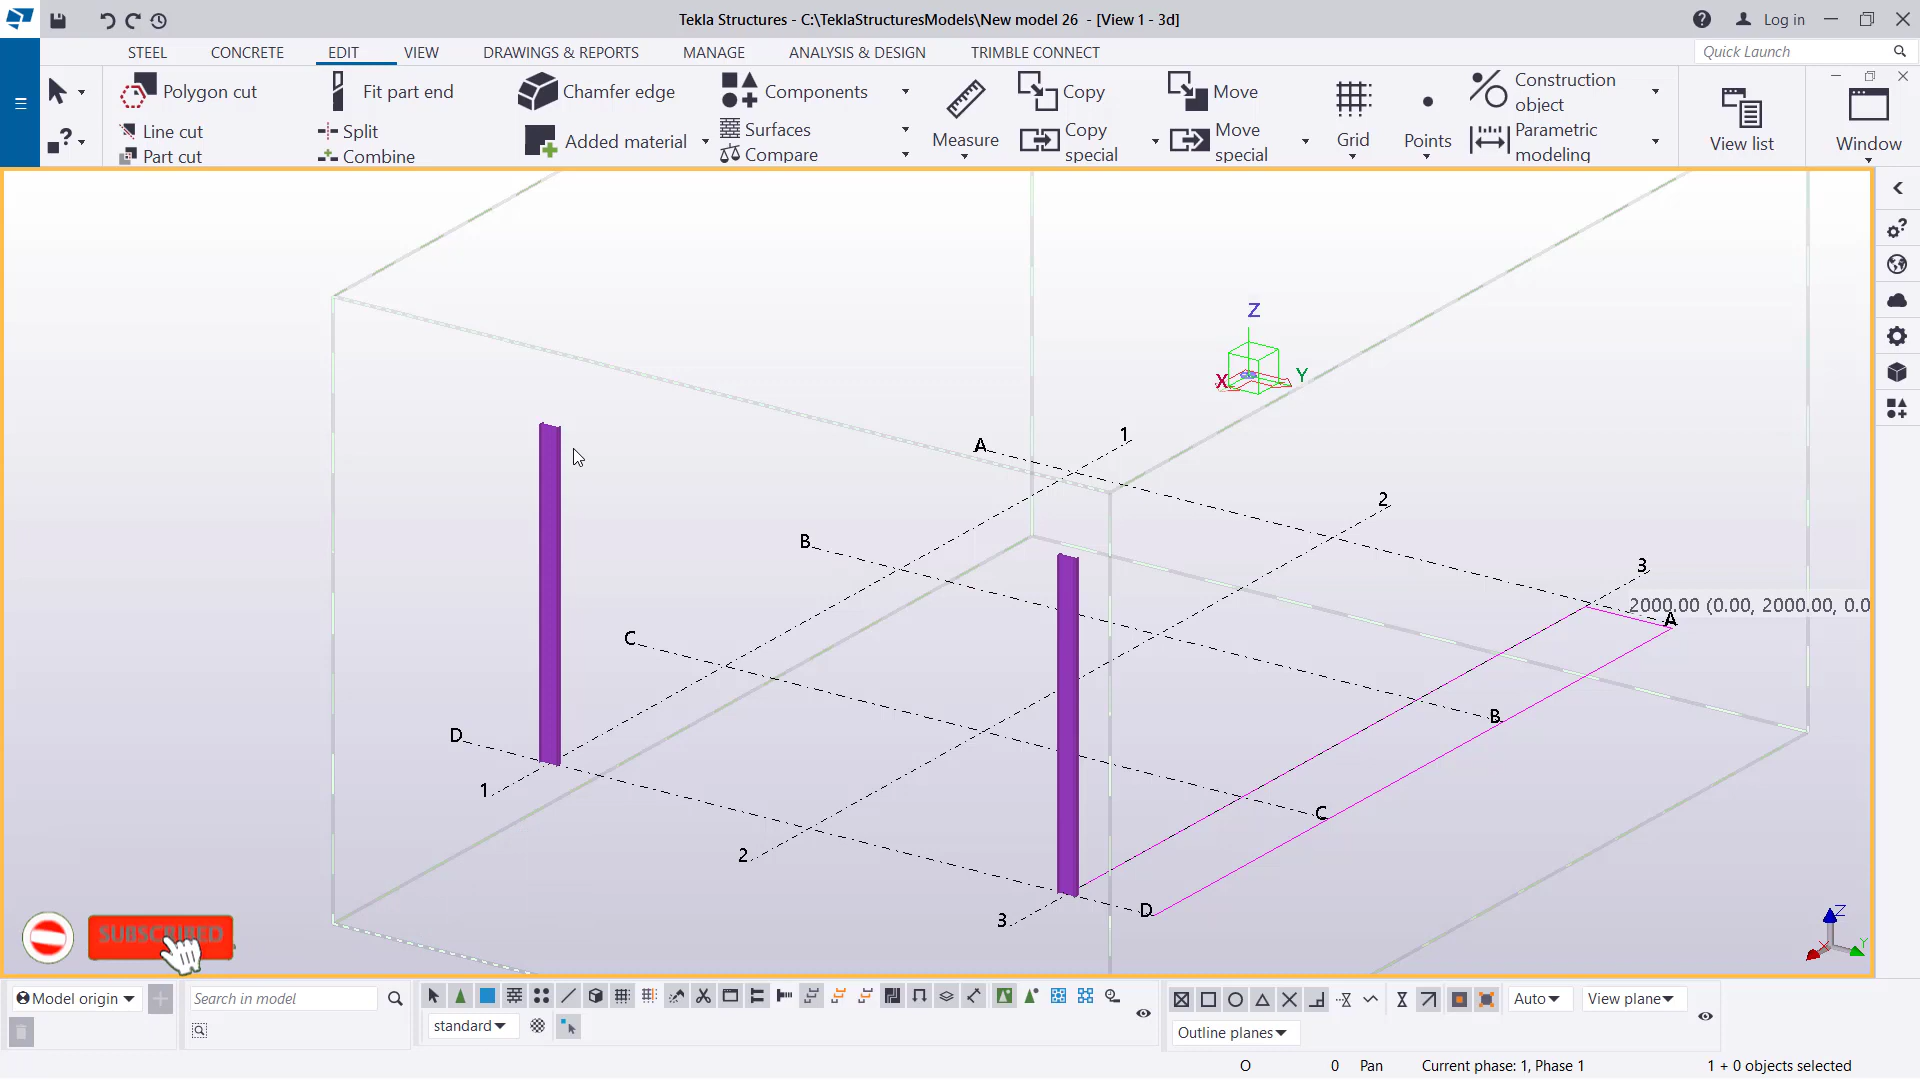 Tekla Structures - C:\TeklaStructuresModels\New model 26 - [View 1 - 3d]
Log in
STEEL CONCRETE EDIT VIEW DRAWINGS & REPORTS MANAGE ANALYSIS & DESIGN TRIMBLE CONNECT
Quick Launch
Polygon cut
Line cut
Part cut
Fit part end
Split
Combine
Chamfer edge
Added material
Components
Surfaces
Compare
Measure
Copy
Copy special
Move
Move special
Grid
Points
Construction object
Parametric modeling
View list
Window
Z
X
Y
A
1
2
B
3
2000.00 (0.00, 2000.00, 0.0
A
C
B
D
1
C
2
D
3
SUBSCRIBED
Z
X
Y
Model origin
Search in model
standard
Auto
View plane
Outline planes
O 0 Pan Current phase: 1, Phase 1 1 + 0 objects selected